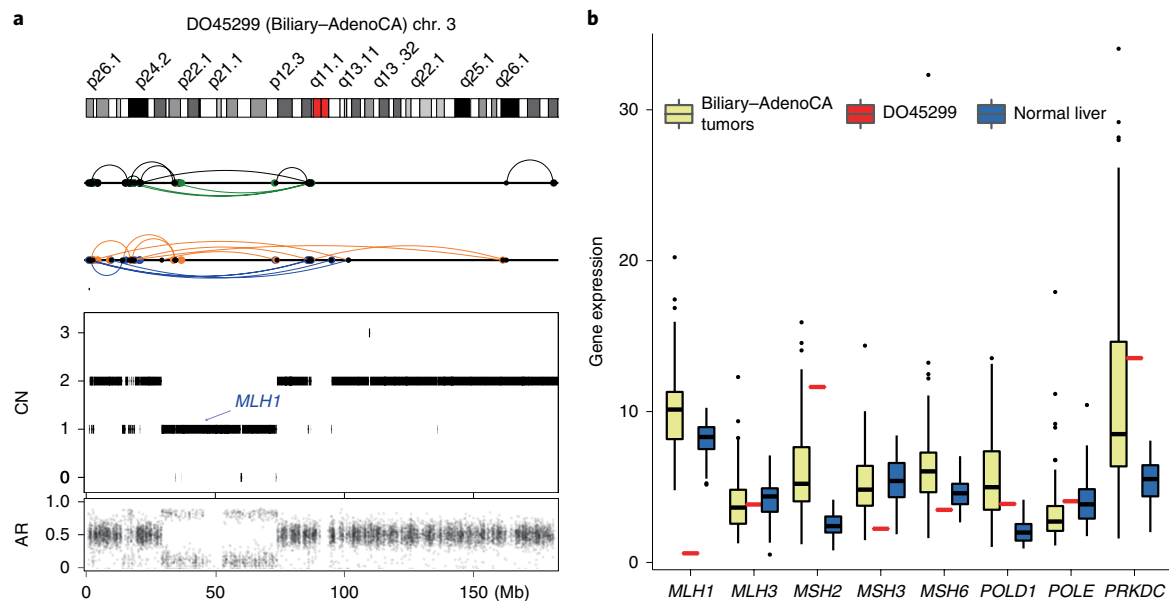 a
DO45299 (Biliary–AdenoCA) chr. 3
p26.1 p24.2 p22.1 p21.1 p12.3 q11.1 q13.11 q13.32 q22.1 q25.1 q26.1
CN
3
2
1
0
MLH1
AR
1.0
0.5
0
0 50 100 150 (Mb)
b
Gene expression
30
20
10
0
Biliary–AdenoCA
tumors
DO45299
Normal liver
MLH1 MLH3 MSH2 MSH3 MSH6 POLD1 POLE PRKDC